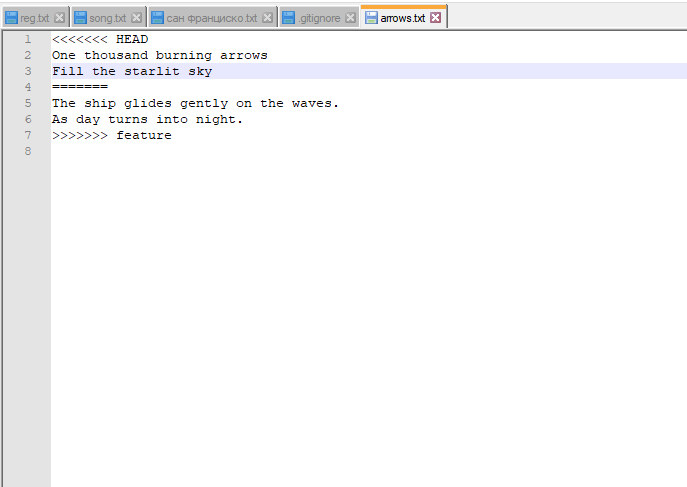 reg.txt song.txt сан франциско.txt .gitignore arrows.txt
1 <<<<<<< HEAD
2 One thousand burning arrows
3 Fill the starlit sky
4 =======
5 The ship glides gently on the waves.
6 As day turns into night.
7 >>>>>>> feature
8